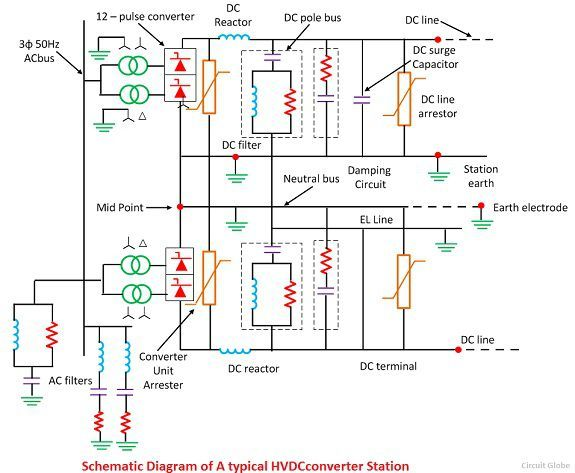 12 – pulse converter
DC
Reactor
DC pole bus
DC line
3ϕ 50Hz
ACbus
DC surge
Capacitor
DC line
arrestor
Δ
DC filter
Damping
Circuit
Station
earth
Neutral bus
Mid Point
Earth electrode
EL Line
Δ
DC line
Converter
Unit
Arrester
DC reactor
DC terminal
AC filters
Schematic Diagram of A typical HVDCconverter Station
Circuit Globe